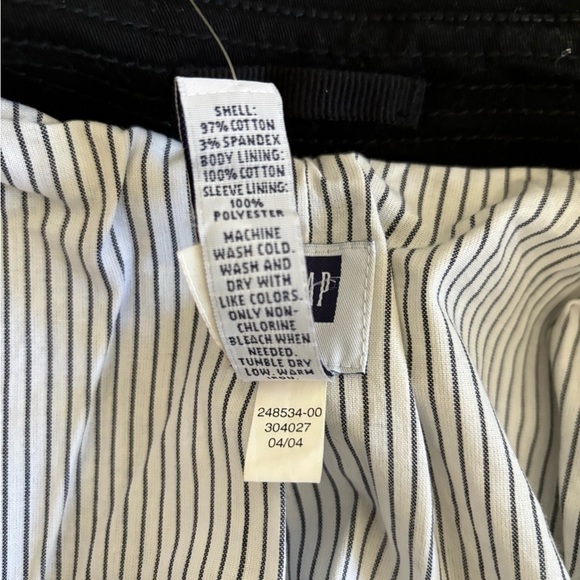 SHELL:
97% COTTON
3% SPANDEX
BODY LINING:
100% COTTON
SLEEVE LINING:
100%
POLYESTER
MACHINE
WASH COLD.
WASH AND
DRY WITH
LIKE COLORS.
ONLY NON-
CHLORINE
BLEACH WHEN
NEEDED.
TUMBLE DRY
LOW. WARM
248534-00
304027
04/04